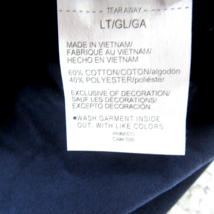 TEAR AWAY
LT/GL/GA
MADE IN VIETNAM/
FABRIQUÉ AU VIETNAM/
HECHO EN VIETNAM
60% COTTON/COTON/algodón
40% POLYESTER/poliéster
EXCLUSIVE OF DECORATION/
SAUF LES DÉCORATIONS/
EXCEPTO DECORACIÓN
•WASH GARMENT INSIDE
OUT, WITH LIKE COLORS